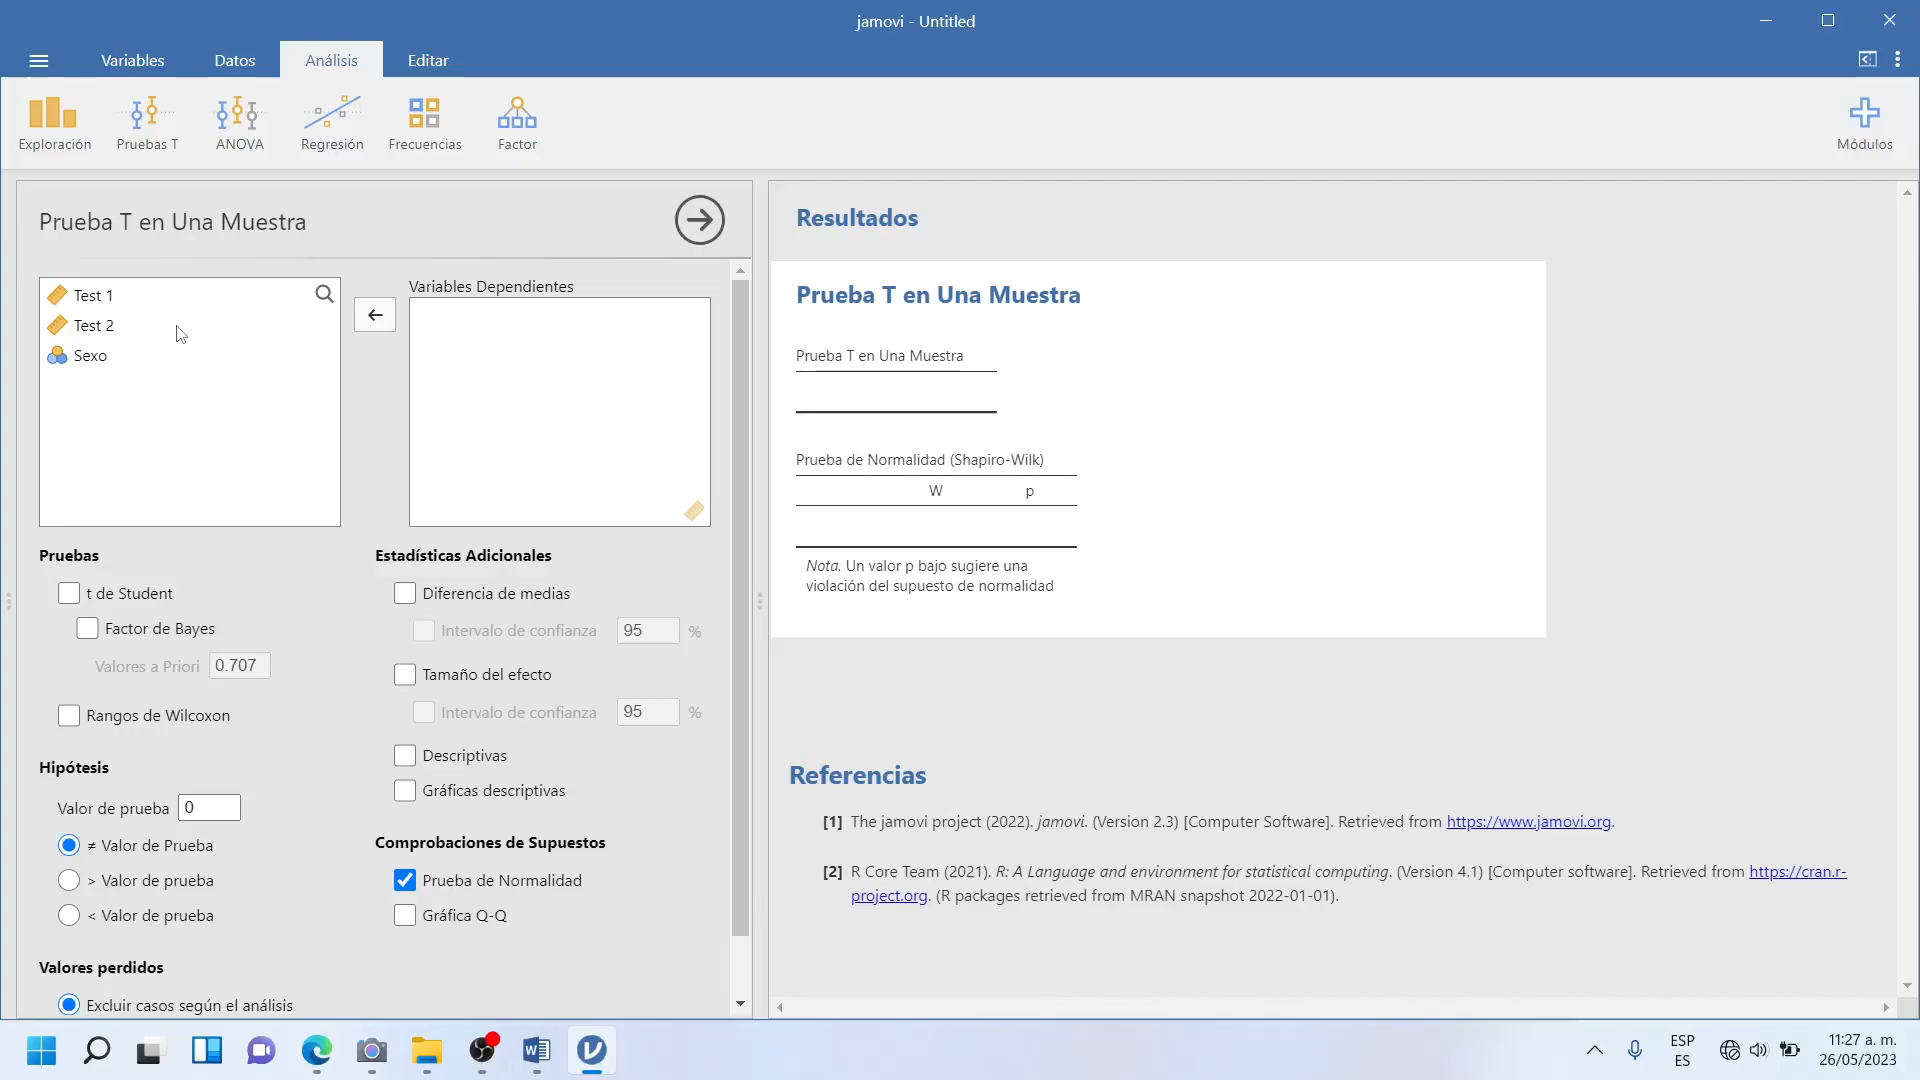 jamovi - Untitled
Variables
Datos
Análisis
Editar
Exploración
Pruebas T
ANOVA
Regresión
Frecuencias
Factor
Módulos
Prueba T en Una Muestra
Test 1
Test 2
Sexo
Variables Dependientes
Pruebas
t de Student
Factor de Bayes
Valores a Priori 0.707
Rangos de Wilcoxon
Hipótesis
Valor de prueba 0
≠ Valor de Prueba
> Valor de prueba
< Valor de prueba
Valores perdidos
Excluir casos según el análisis
Estadísticas Adicionales
Diferencia de medias
Intervalo de confianza 95 %
Tamaño del efecto
Intervalo de confianza 95 %
Descriptivas
Gráficas descriptivas
Comprobaciones de Supuestos
Prueba de Normalidad
Gráfica Q-Q
Resultados
Prueba T en Una Muestra
Prueba T en Una Muestra
Prueba de Normalidad (Shapiro-Wilk)
W p
Nota. Un valor p bajo sugiere una
violación del supuesto de normalidad
Referencias
[1] The jamovi project (2022). jamovi. (Version 2.3) [Computer Software]. Retrieved from https://www.jamovi.org.
[2] R Core Team (2021). R: A Language and environment for statistical computing. (Version 4.1) [Computer software]. Retrieved from https://cran.r-
project.org. (R packages retrieved from MRAN snapshot 2022-01-01).
ESP
ES
11:27 a. m.
26/05/2023